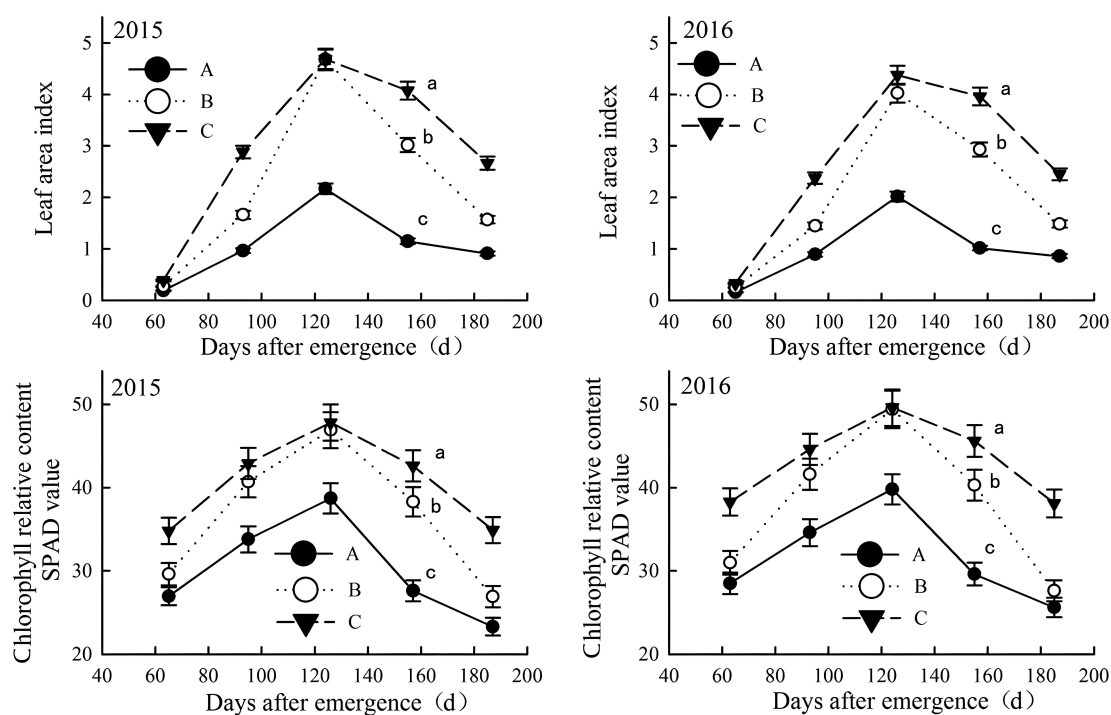 2015
A
B
C
a
b
c
Leaf area index
5
4
3
2
1
0
40 60 80 100 120 140 160 180 200
Days after emergence（d）
2016
A
B
C
a
b
c
Leaf area index
5
4
3
2
1
0
40 60 80 100 120 140 160 180 200
Days after emergence（d）
2015
a
b
c
A
B
C
Chlorophyll relative content
SPAD value
50
40
30
20
40 60 80 100 120 140 160 180 200
Days after emergence（d）
2016
a
b
c
A
B
C
Chlorophyll relative content
SPAD value
50
40
30
20
40 60 80 100 120 140 160 180 200
Days after emergence（d）